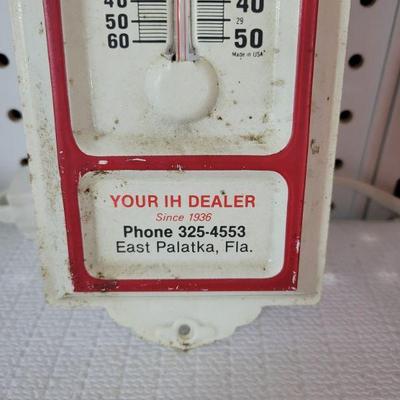 40 40
50 29
60 50
Made in USA
YOUR IH DEALER
Since 1936
Phone 325-4553
East Palatka, Fla.